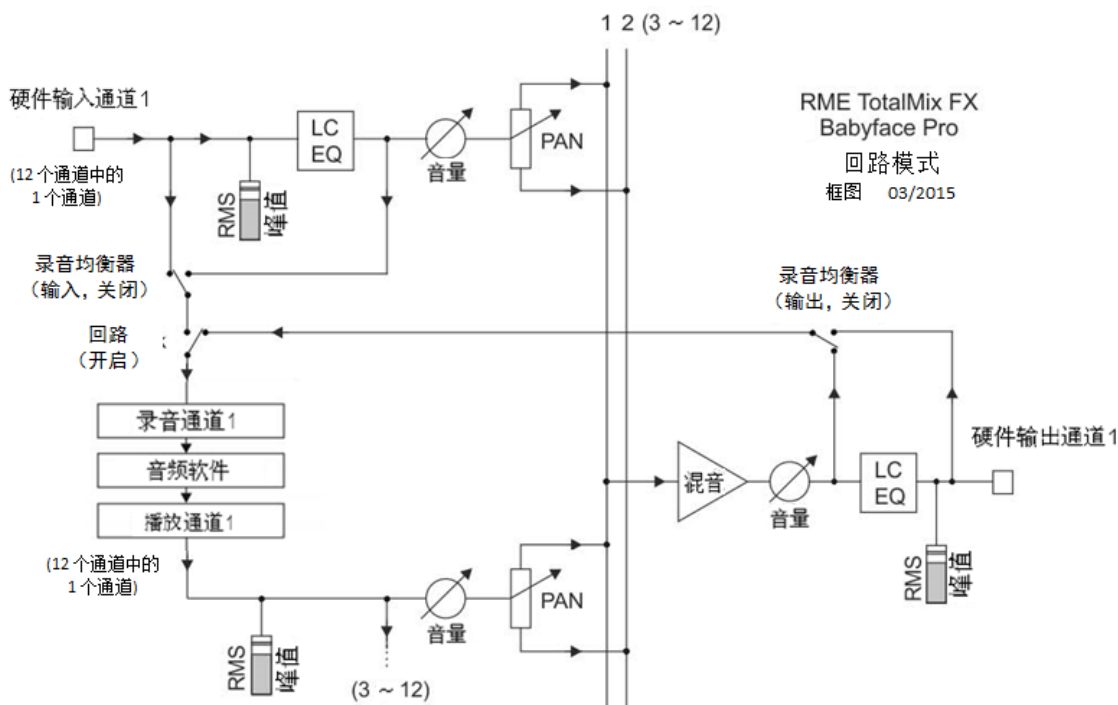 1 2 (3 ~ 12)
硬件输入通道1
(12个通道中的
1个通道)
LC
EQ
音量
PAN
RMS
峰值
RME TotalMix FX
Babyface Pro
回路模式
框图 03/2015
录音均衡器
（输入，关闭）
录音均衡器
（输出，关闭）
回路
（开启）
录音通道1
音频软件
播放通道1
(12个通道中的
1个通道)
混音
音量
LC
EQ
硬件输出通道1
RMS
峰值
音量
PAN
RMS
峰值
(3 ~ 12)